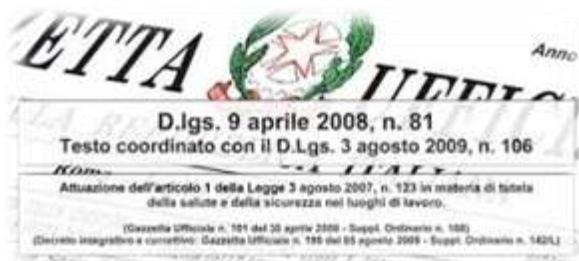 ZETTA UFFICI
Anno
D.lgs. 9 aprile 2008, n. 81
Testo coordinato con il D.Lgs. 3 agosto 2009, n. 106
Roma
Attuazione dell'articolo 1 della Legge 3 agosto 2007, n. 123 in materia di tutela
della salute e della sicurezza nei luoghi di lavoro.
(Gazzetta Ufficiale n. 101 del 30 aprile 2008 - Suppl. Ordinario n. 108)
(Decreto integrativo e correttivo: Gazzetta Ufficiale n. 180 del 05 agosto 2009 - Suppl. Ordinario n. 142/L)